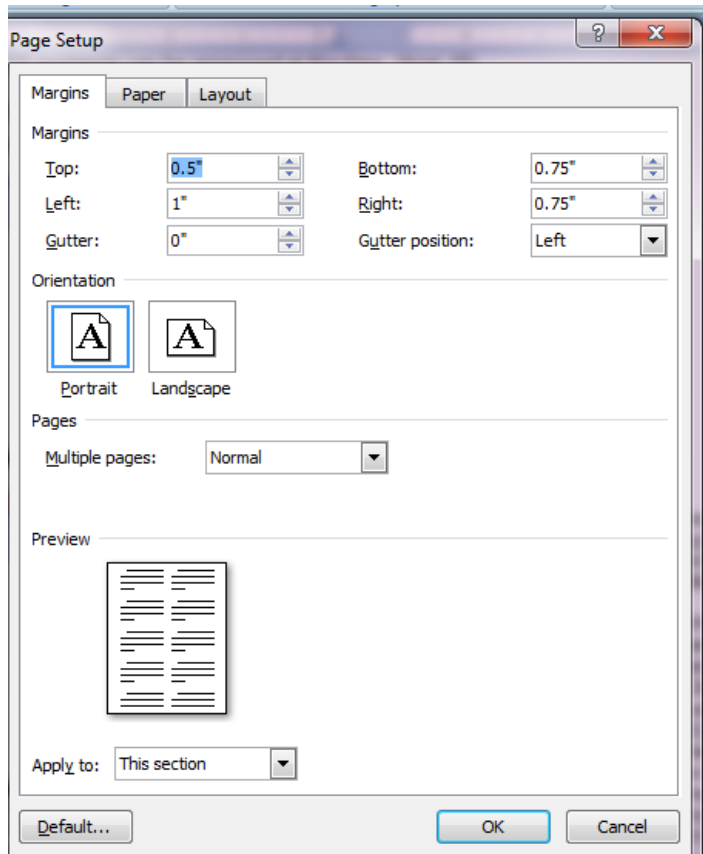 Page Setup
?
X
Margins Paper Layout
Margins
Top: 0.5" Bottom: 0.75"
Left: 1" Right: 0.75"
Gutter: 0" Gutter position: Left
Orientation
A A
Portrait Landscape
Pages
Multiple pages: Normal
Preview
Apply to: This section
Default... OK Cancel